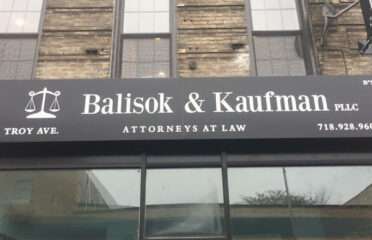 Balisok & Kaufman PLLC
TROY AVE. ATTORNEYS AT LAW